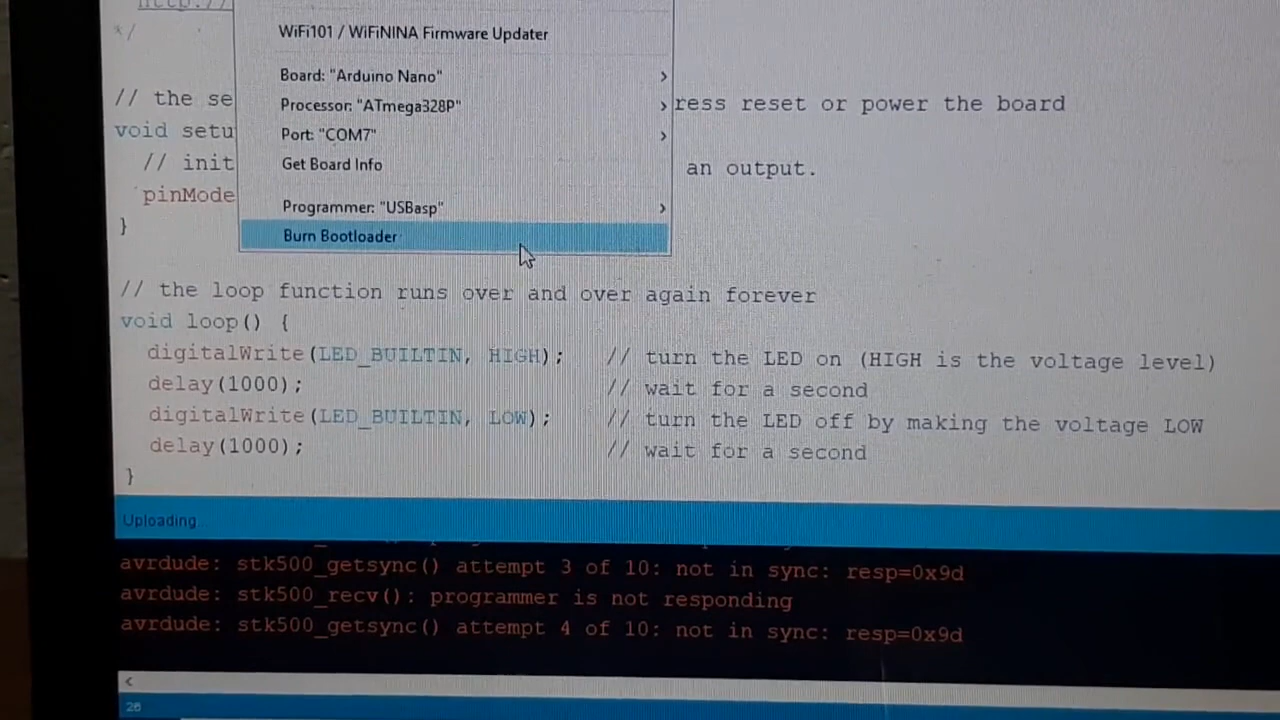 http://
*/
WiFi101 / WiFiNINA Firmware Updater
Board: "Arduino Nano"
Processor: "ATmega328P"
Port: "COM7"
Get Board Info
Programmer: "USBasp"
Burn Bootloader
// the se ress reset or power the board
void setu
// init an output.
pinMode
}
// the loop function runs over and over again forever
void loop() {
digitalWrite(LED_BUILTIN, HIGH); // turn the LED on (HIGH is the voltage level)
delay(1000); // wait for a second
digitalWrite(LED_BUILTIN, LOW); // turn the LED off by making the voltage LOW
delay(1000); // wait for a second
}
Uploading...
avrdude: stk500_getsync() attempt 3 of 10: not in sync: resp=0x9d
avrdude: stk500_recv(): programmer is not responding
avrdude: stk500_getsync() attempt 4 of 10: not in sync: resp=0x9d